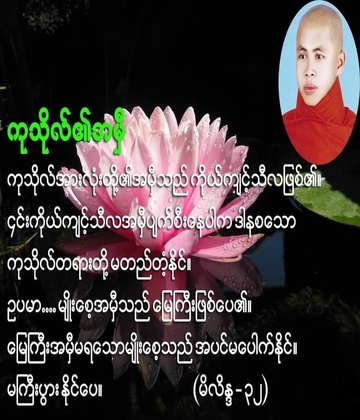 ကုသိုလ်၏အမှီ
ကုသိုလ်အားလုံးတို့၏အမှီသည် ကိုယ်ကျင့်သီလဖြစ်၏။
၎င်းကိုယ်ကျင့်သီလအမှီပျက်စီးနေပါက ဒါနစသော
ကုသိုလ်တရားတို့ မတည်တံ့နိုင်။
ဥပမာ.... မျိုးစေ့အမှီသည် မြေကြီးဖြစ်ပေ၏။
မြေကြီးအမှီမရသောမျိုးစေ့သည် အပင်မပေါက်နိုင်။
မကြီးပွားနိုင်ပေ။ (မိလိန္ဒ-၃၂)